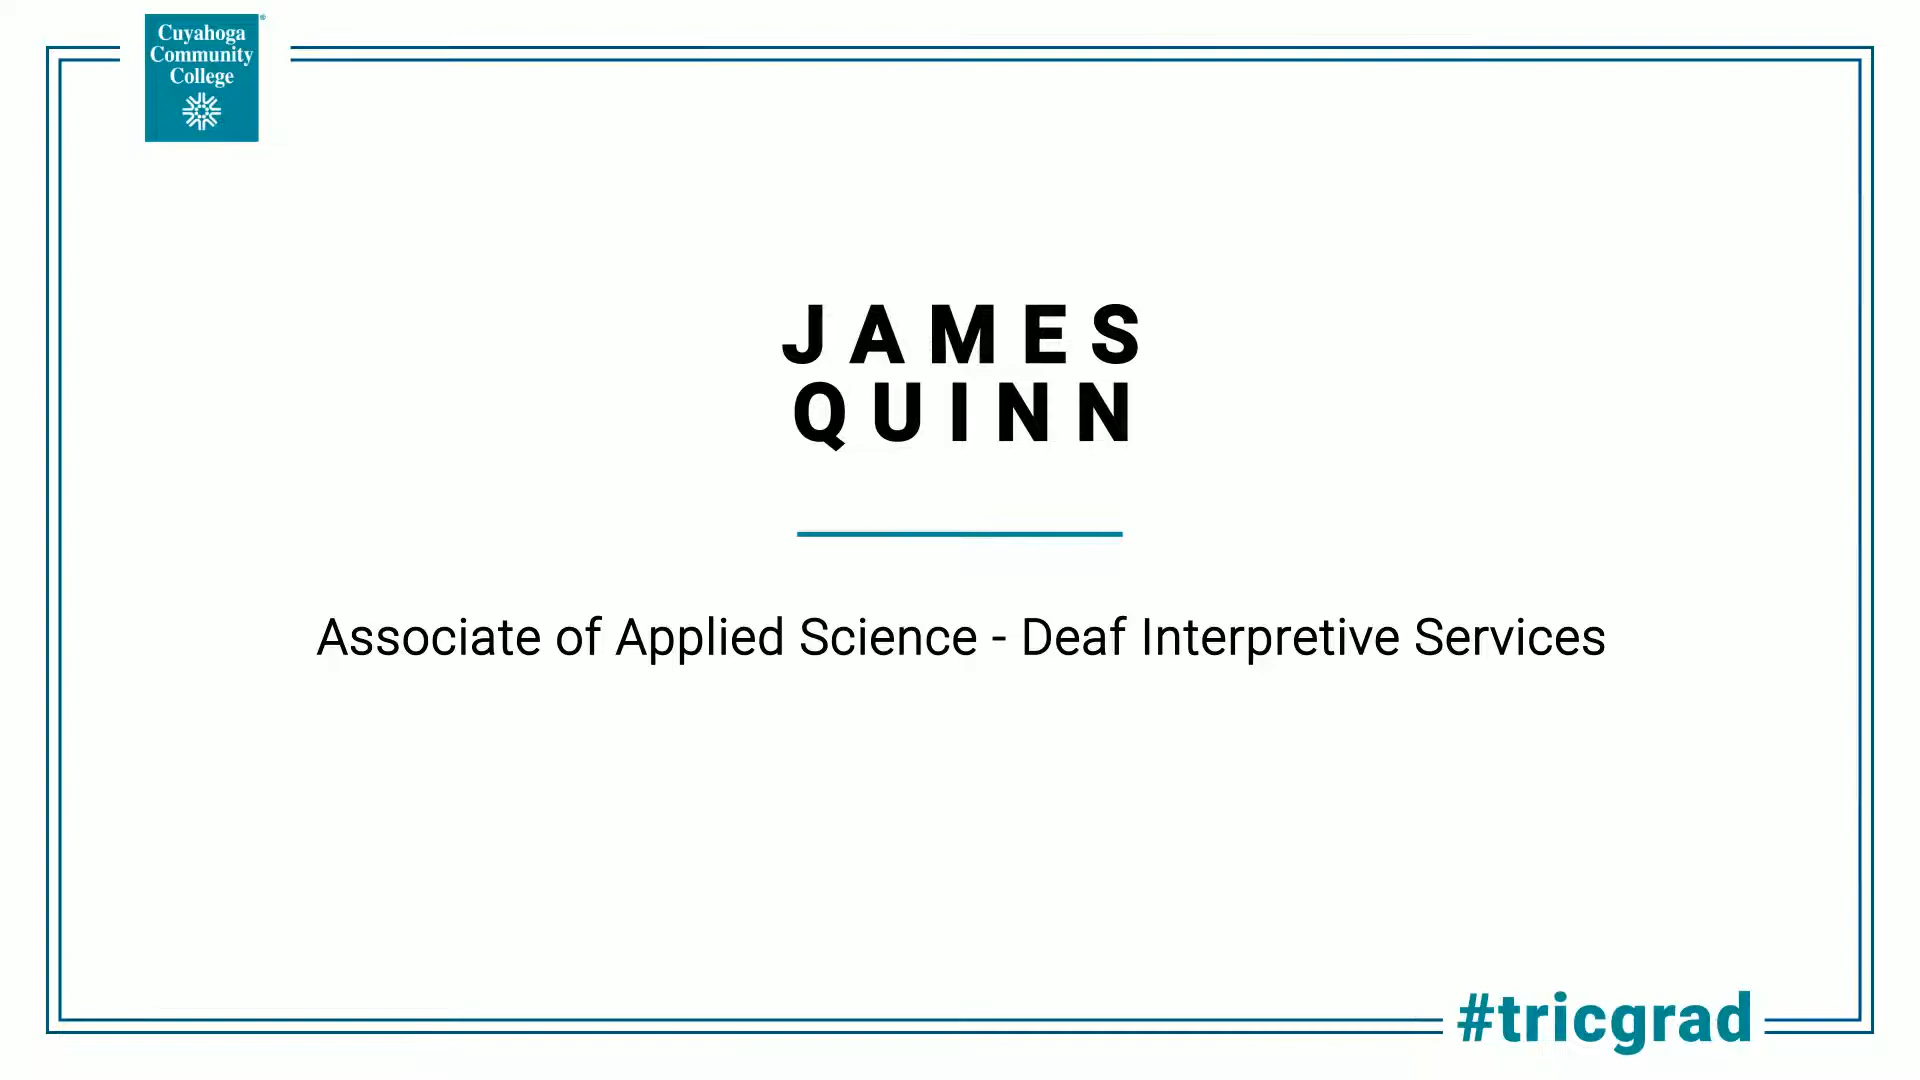 Cuyahoga
Community
College
JAMES
QUINN
Associate of Applied Science - Deaf Interpretive Services
#tricgrad